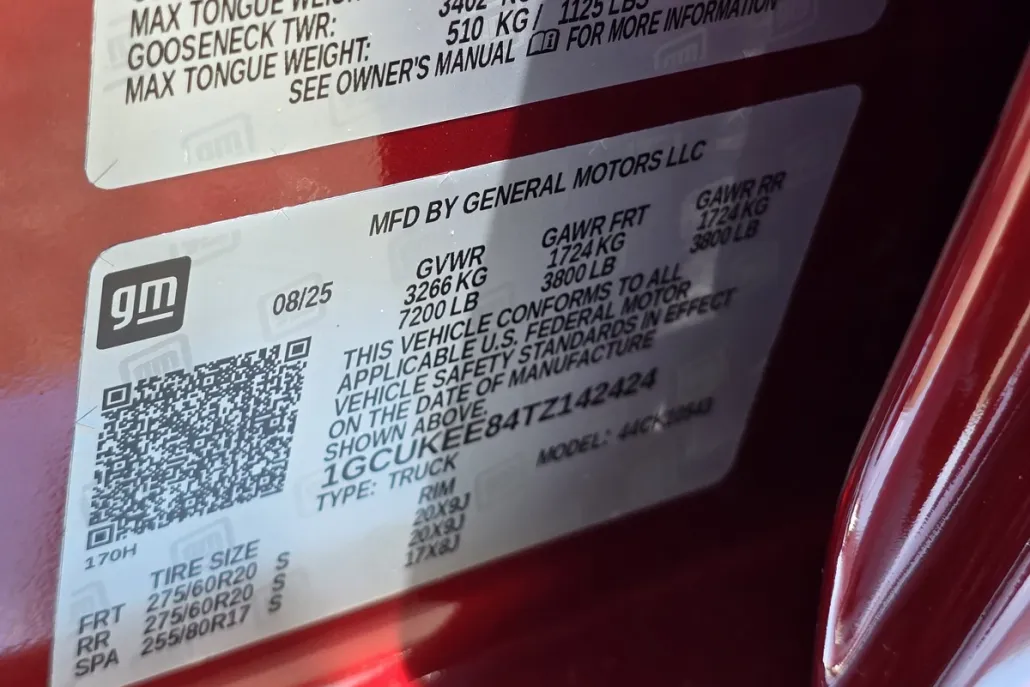 MAX TONGUE WEIGHT:
GOOSENECK TWR: 3402 KG
MAX TONGUE WEIGHT: 510 KG / 1125 LBS
SEE OWNER'S MANUAL FOR MORE INFORMATION
MFD BY GENERAL MOTORS LLC
gm
08/25
GVWR GAWR FRT GAWR RR
3266 KG 1724 KG 1724 KG
7200 LB 3800 LB 3800 LB
THIS VEHICLE CONFORMS TO ALL
APPLICABLE U.S. FEDERAL MOTOR
VEHICLE SAFETY STANDARDS IN EFFECT
ON THE DATE OF MANUFACTURE
SHOWN ABOVE.
1GCUKEE84TZ142424
TYPE: TRUCK MODEL: 44CK10543
170H
TIRE SIZE RIM
FRT 275/60R20 S 20X9J
RR 275/60R20 S 20X9J
SPA 255/80R17 S 17X8J